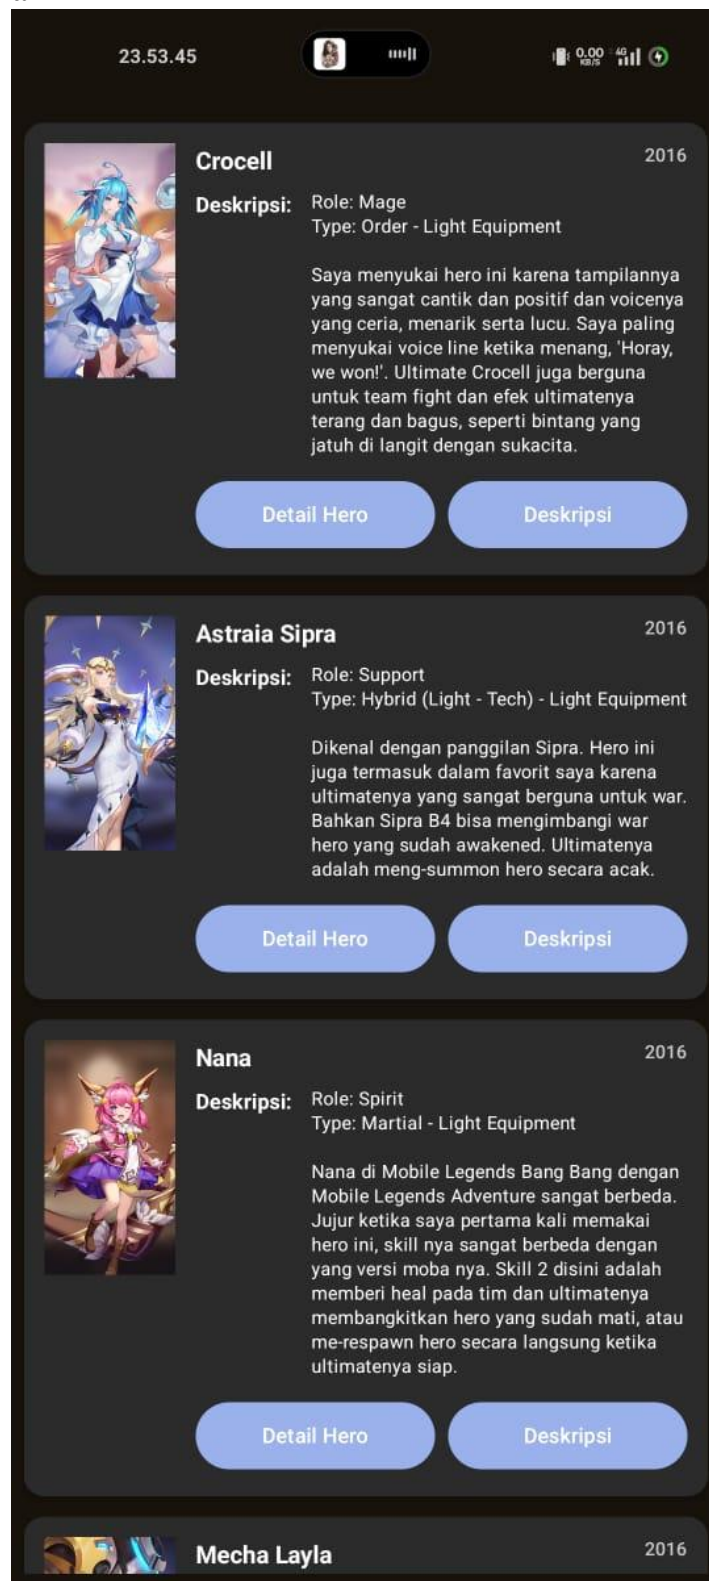 23.53.45
0.00
KB/S
4G
Crocell
2016
Deskripsi:
Role: Mage
Type: Order - Light Equipment
Saya menyukai hero ini karena tampilannya
yang sangat cantik dan positif dan voicenya
yang ceria, menarik serta lucu. Saya paling
menyukai voice line ketika menang, 'Horay,
we won!'. Ultimate Crocell juga berguna
untuk team fight dan efek ultimatenya
terang dan bagus, seperti bintang yang
jatuh di langit dengan sukacita.
Detail Hero
Deskripsi
Astraia Sipra
2016
Deskripsi:
Role: Support
Type: Hybrid (Light - Tech) - Light Equipment
Dikenal dengan panggilan Sipra. Hero ini
juga termasuk dalam favorit saya karena
ultimatenya yang sangat berguna untuk war.
Bahkan Sipra B4 bisa mengimbangi war
hero yang sudah awakened. Ultimatenya
adalah meng-summon hero secara acak.
Detail Hero
Deskripsi
Nana
2016
Deskripsi:
Role: Spirit
Type: Martial - Light Equipment
Nana di Mobile Legends Bang Bang dengan
Mobile Legends Adventure sangat berbeda.
Jujur ketika saya pertama kali memakai
hero ini, skill nya sangat berbeda dengan
yang versi moba nya. Skill 2 disini adalah
memberi heal pada tim dan ultimatenya
membangkitkan hero yang sudah mati, atau
me-respawn hero secara langsung ketika
ultimatenya siap.
Detail Hero
Deskripsi
Mecha Layla
2016